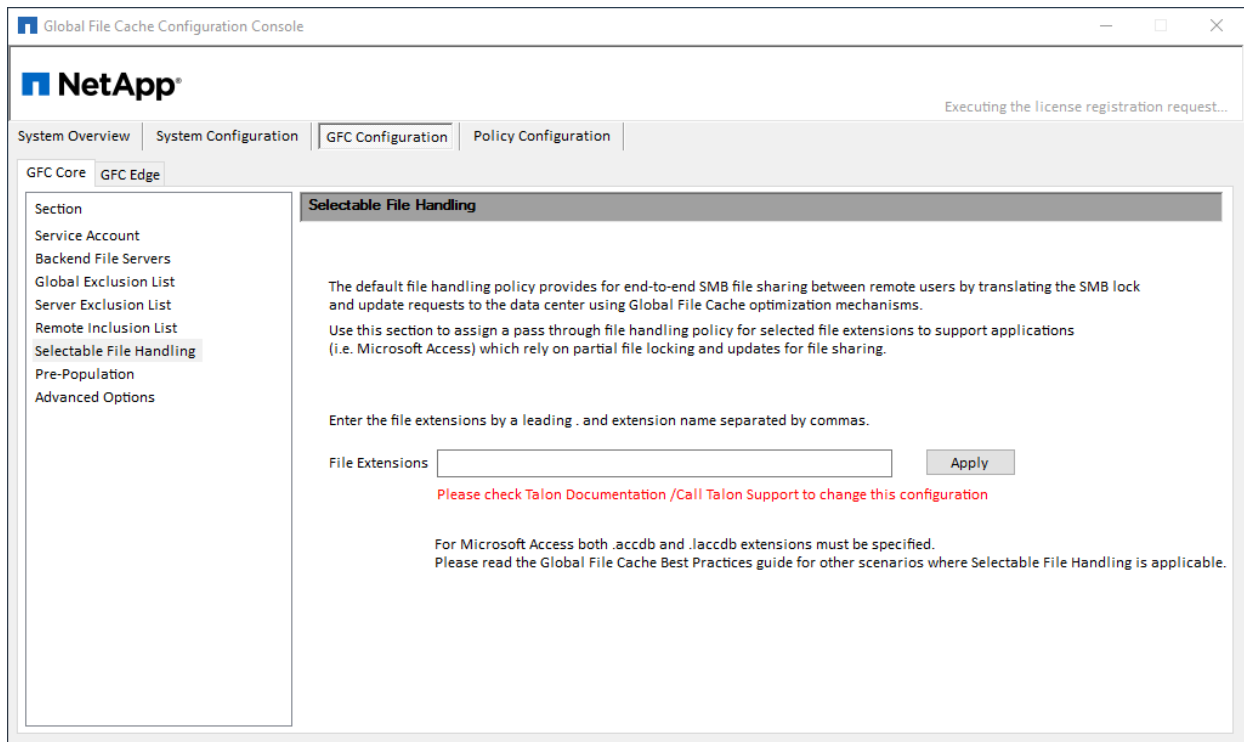 Global File Cache Configuration Console
NetApp®
Executing the license registration request...
System Overview
System Configuration
GFC Configuration
Policy Configuration
GFC Core
GFC Edge
Section
Service Account
Backend File Servers
Global Exclusion List
Server Exclusion List
Remote Inclusion List
Selectable File Handling
Pre-Population
Advanced Options
Selectable File Handling
The default file handling policy provides for end-to-end SMB file sharing between remote users by translating the SMB lock
and update requests to the data center using Global File Cache optimization mechanisms.
Use this section to assign a pass through file handling policy for selected file extensions to support applications
(i.e. Microsoft Access) which rely on partial file locking and updates for file sharing.
Enter the file extensions by a leading . and extension name separated by commas.
File Extensions
Apply
Please check Talon Documentation /Call Talon Support to change this configuration
For Microsoft Access both .accdb and .laccdb extensions must be specified.
Please read the Global File Cache Best Practices guide for other scenarios where Selectable File Handling is applicable.